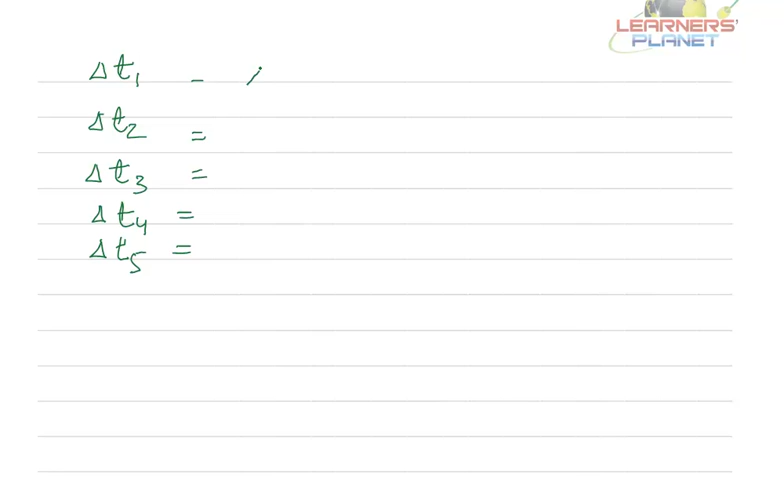 LEARNERS'
PLANET
Δt₁ -
Δt₂ =
Δt₃ =
Δt₄ =
Δt₅ =